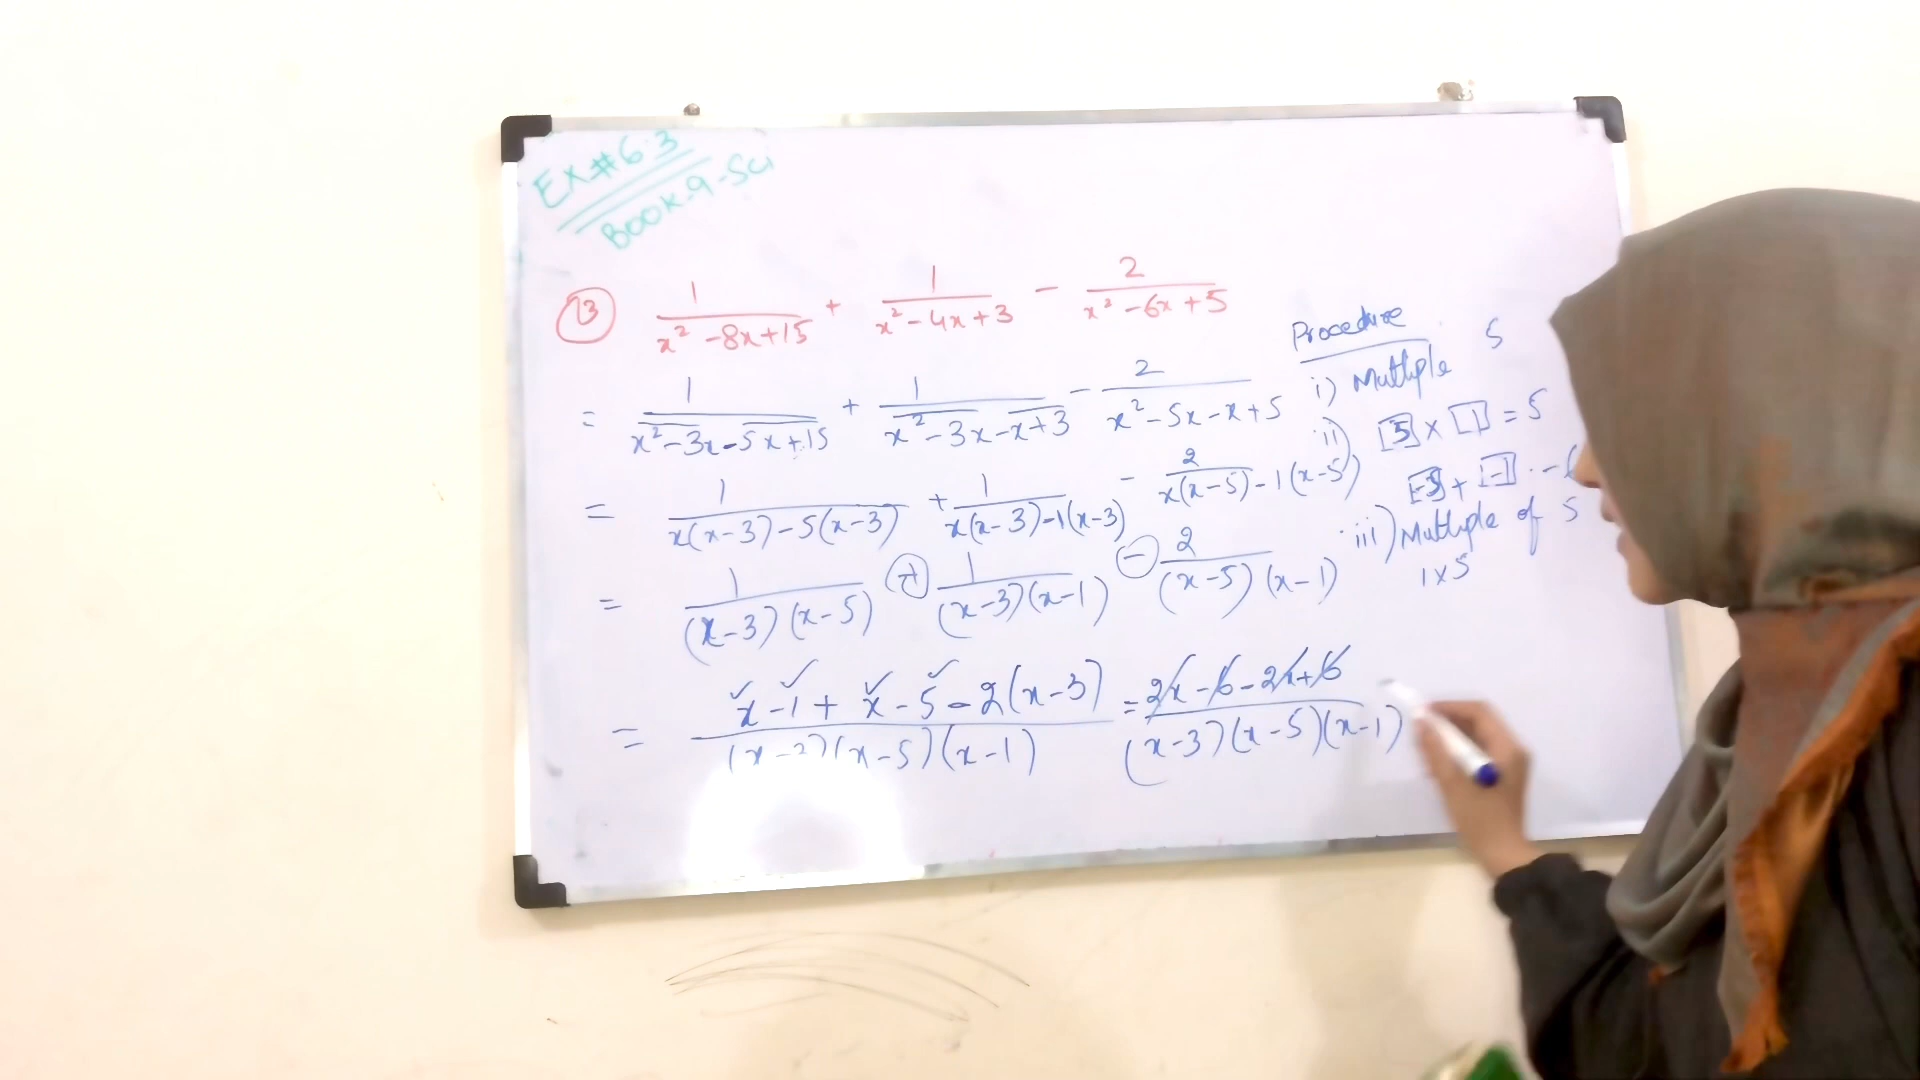 EX#6.3
BOOK-9-Sci
13 1/(x² -8x+15) + 1/(x²-4x+3) - 2/(x² -6x+5)
= 1/(x²-3x-5x+15) + 1/(x²-3x-x+3) - 2/(x²-5x-x+5)
= 1/(x(x-3)-5(x-3)) + 1/(x(x-3)-1(x-3)) - 2/(x(x-5)-1(x-5))
= 1/((x-3)(x-5)) + 1/((x-3)(x-1)) - 2/((x-5)(x-1))
= (x-1+x-5-2(x-3))/((x-3)(x-5)(x-1)) = (2x-6-2x+6)/((x-3)(x-5)(x-1))
Procedure
i) Multiple 5
ii) [5] × [1] = 5
[-5] + [-1]
iii) Multiple of 5
1×5